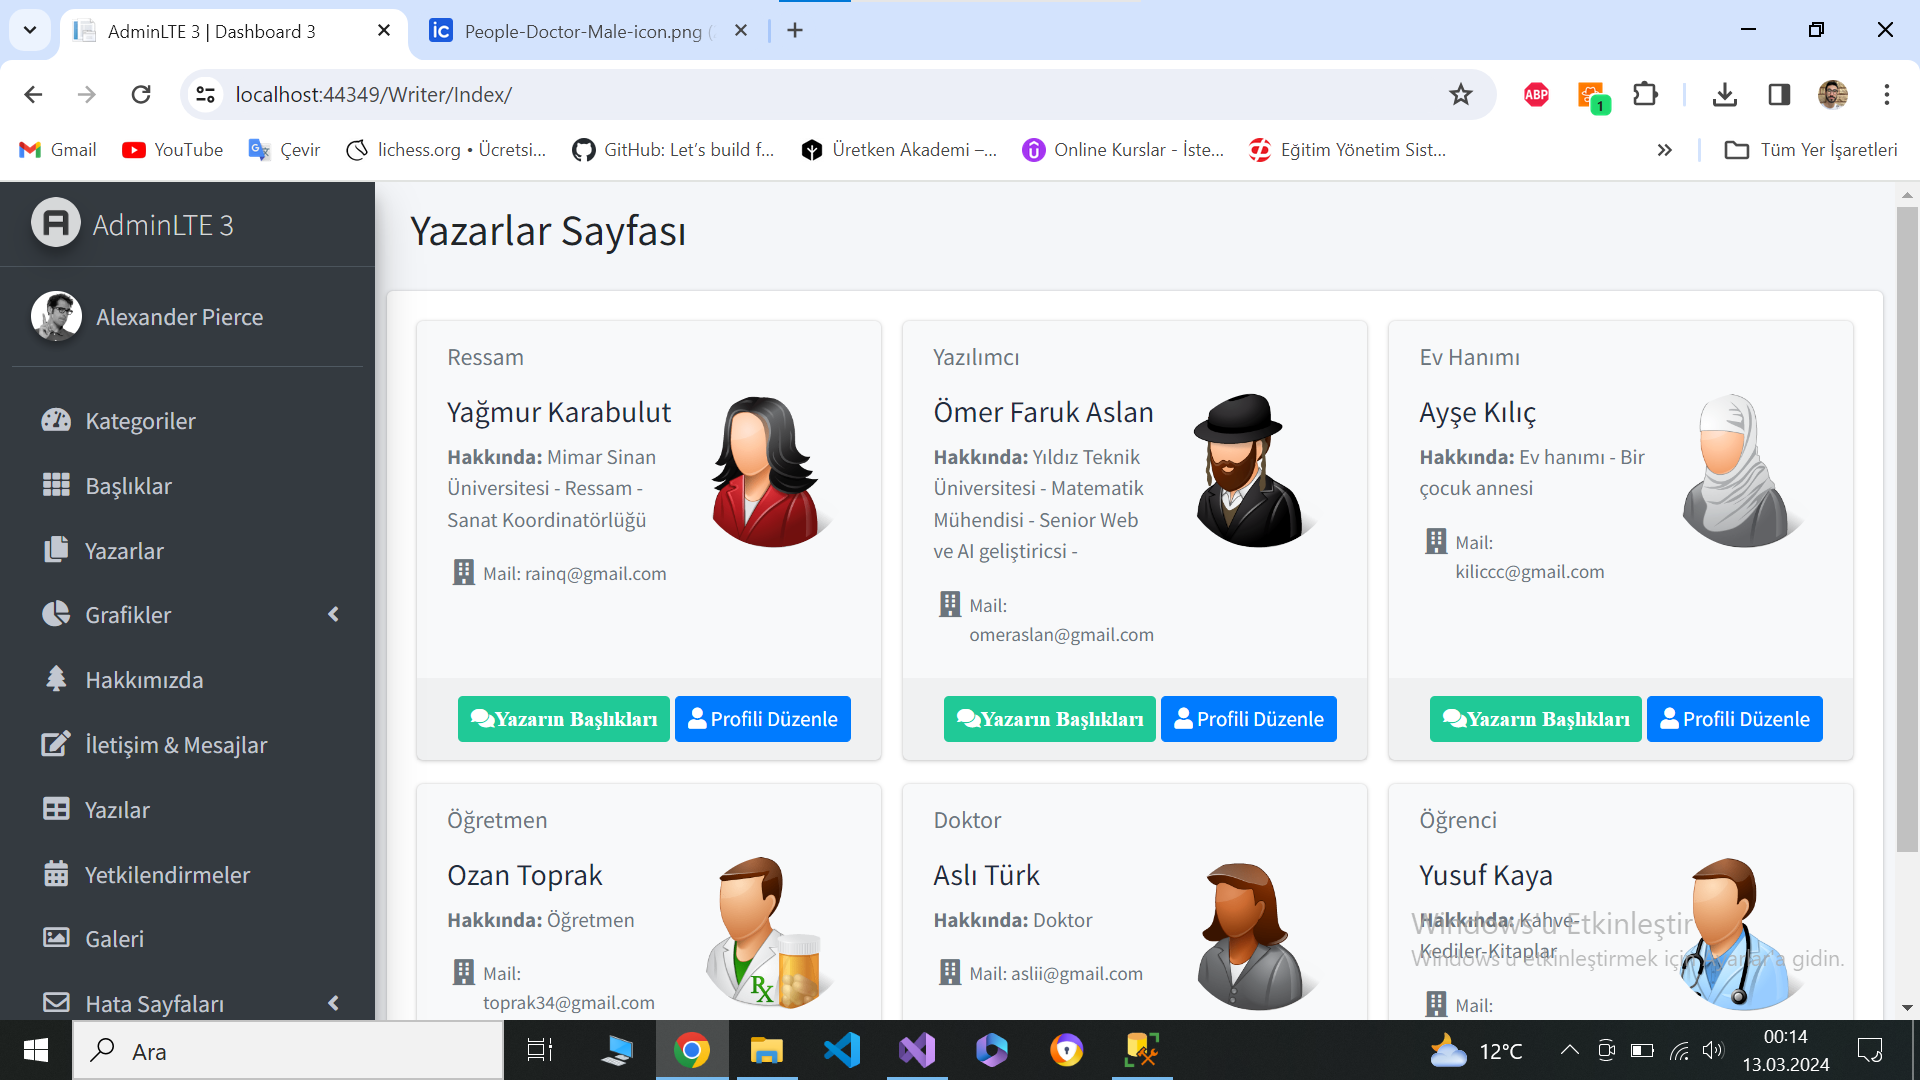 AdminLTE 3 | Dashboard 3
People-Doctor-Male-icon.png
localhost:44349/Writer/Index/
ABP
1
Gmail
YouTube
Çevir
lichess.org • Ücretsi...
GitHub: Let's build f...
Üretken Akademi –...
Online Kurslar - İste...
Eğitim Yönetim Sist...
Tüm Yer İşaretleri
AdminLTE 3
Alexander Pierce
Kategoriler
Başlıklar
Yazarlar
Grafikler
Hakkımızda
İletişim & Mesajlar
Yazılar
Yetkilendirmeler
Galeri
Hata Sayfaları
Yazarlar Sayfası
Ressam
Yağmur Karabulut
Hakkında: Mimar Sinan
Üniversitesi - Ressam -
Sanat Koordinatörlüğü
Mail: rainq@gmail.com
Yazarın Başlıkları
Profili Düzenle
Yazılımcı
Ömer Faruk Aslan
Hakkında: Yıldız Teknik
Üniversitesi - Matematik
Mühendisi - Senior Web
ve AI geliştiricsi -
Mail:
omeraslan@gmail.com
Yazarın Başlıkları
Profili Düzenle
Ev Hanımı
Ayşe Kılıç
Hakkında: Ev hanımı - Bir
çocuk annesi
Mail:
kiliccc@gmail.com
Yazarın Başlıkları
Profili Düzenle
Öğretmen
Ozan Toprak
Hakkında: Öğretmen
Mail:
toprak34@gmail.com
Rx
Doktor
Aslı Türk
Hakkında: Doktor
Mail: aslii@gmail.com
Öğrenci
Yusuf Kaya
Hakkında: Kahve-
Kediler-Kitaplar
Mail:
Windows'u Etkinleştir
Windows'u etkinleştirmek için Ayarlar'a gidin.
Ara
12°C
00:14
13.03.2024